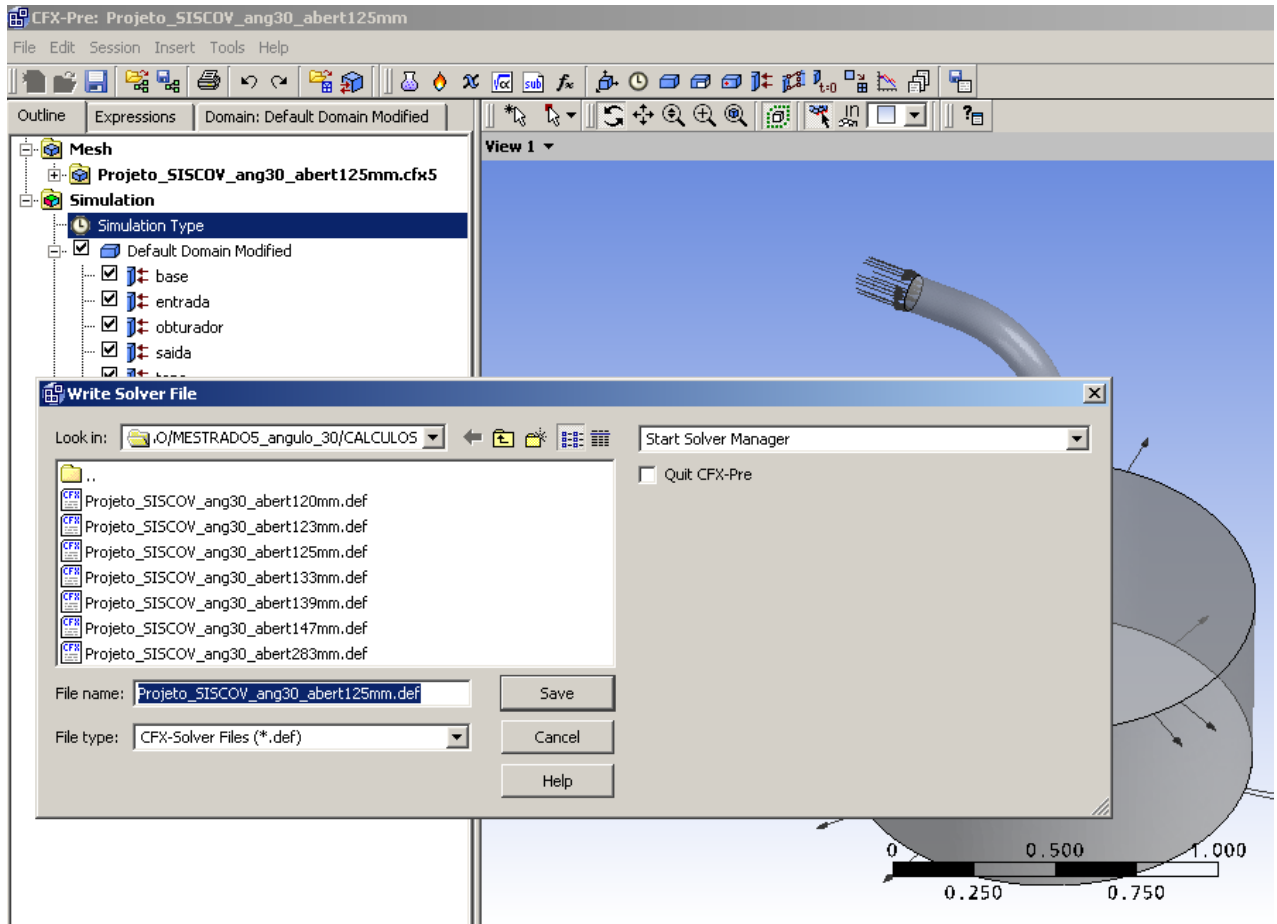 CFX-Pre: Projeto_SISCOV_ang30_abert125mm
File Edit Session Insert Tools Help
Outline Expressions Domain: Default Domain Modified
View 1
Mesh
Projeto_SISCOV_ang30_abert125mm.cfx5
Simulation
Simulation Type
Default Domain Modified
base
entrada
obturador
saida
Write Solver File
Look in: .O/MESTRADO5_angulo_30/CALCULOS
Start Solver Manager
Quit CFX-Pre
..
Projeto_SISCOV_ang30_abert120mm.def
Projeto_SISCOV_ang30_abert123mm.def
Projeto_SISCOV_ang30_abert125mm.def
Projeto_SISCOV_ang30_abert133mm.def
Projeto_SISCOV_ang30_abert139mm.def
Projeto_SISCOV_ang30_abert147mm.def
Projeto_SISCOV_ang30_abert283mm.def
File name: Projeto_SISCOV_ang30_abert125mm.def
Save
File type: CFX-Solver Files (*.def)
Cancel
Help
0 0.500 1.000
0.250 0.750